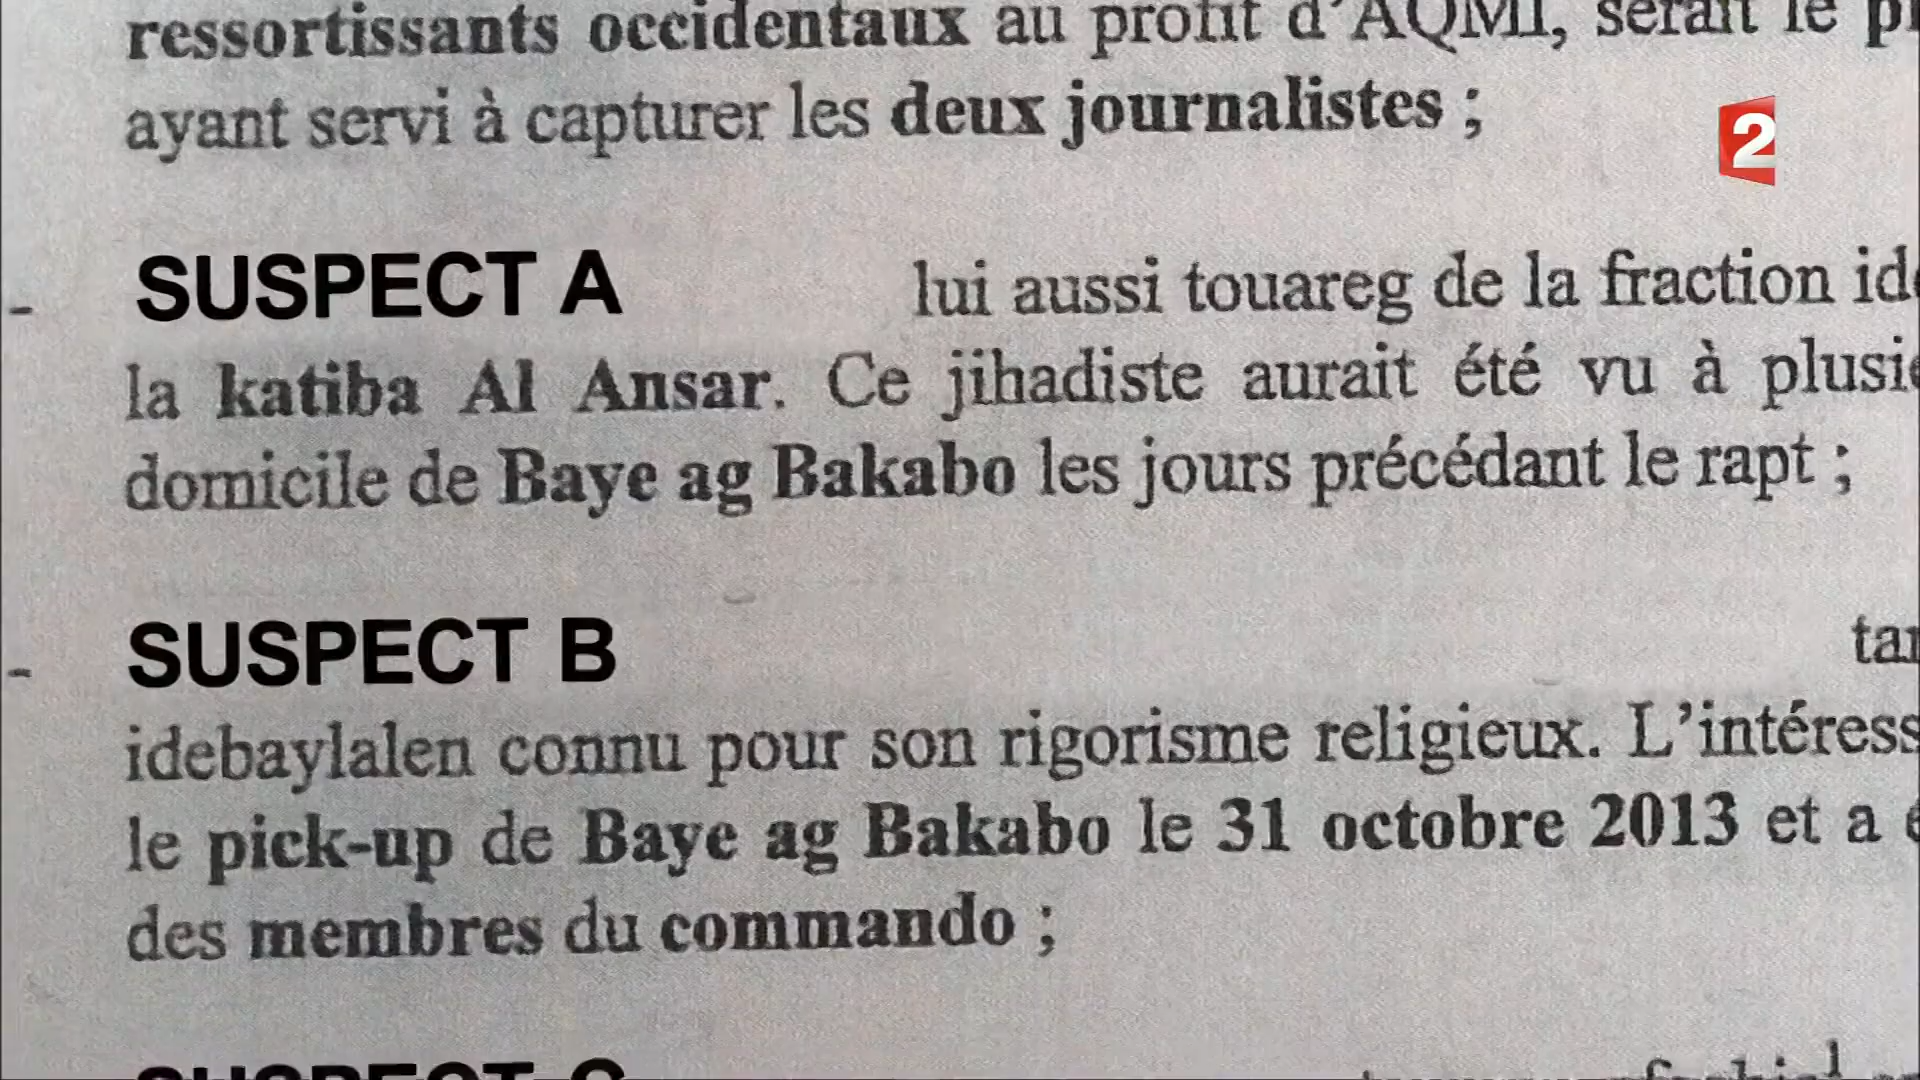 ressortissants occidentaux au profit d'AQMI, serait le
ayant servi à capturer les deux journalistes ;
2
- SUSPECT A lui aussi touareg de la fraction
la katiba Al Ansar. Ce jihadiste aurait été vu à
domicile de Baye ag Bakabo les jours précédant le rapt ;
- SUSPECT B
idebaylalen connu pour son rigorisme religieux.
le pick-up de Baye ag Bakabo le 31 octobre 2013 et a
des membres du commando ;
SUSPECT C